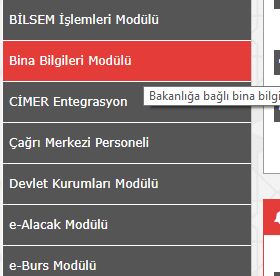 BİLSEM İşlemleri Modülü
Bina Bilgileri Modülü
Bakanlığa bağlı bina bilgi
CİMER Entegrasyon
Çağrı Merkezi Personeli
Devlet Kurumları Modülü
e-Alacak Modülü
e-Burs Modülü